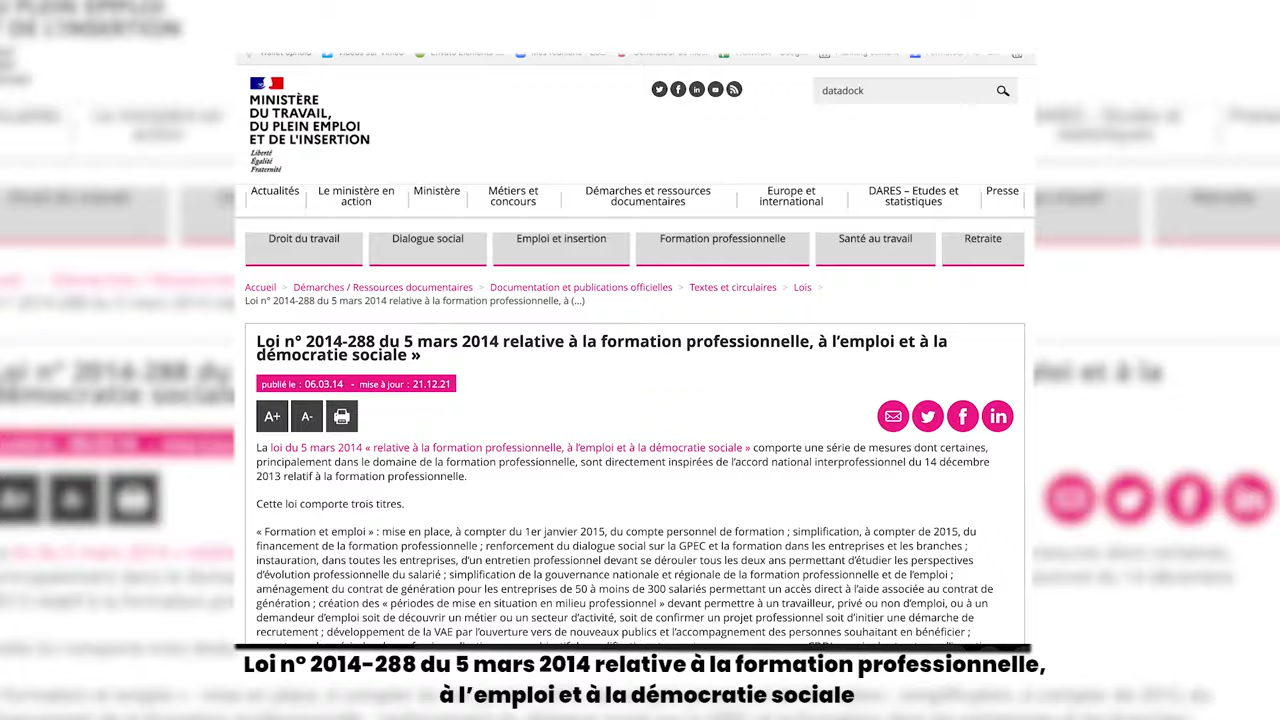 MINISTÈRE
DU TRAVAIL,
DU PLEIN EMPLOI
ET DE L'INSERTION
Liberté
Égalité
Fraternité
datadock
Actualités
Le ministère en
action
Ministère
Métiers et
concours
Démarches et ressources
documentaires
Europe et
international
DARES – Etudes et
statistiques
Presse
Droit du travail
Dialogue social
Emploi et insertion
Formation professionnelle
Santé au travail
Retraite
Accueil > Démarches / Ressources documentaires > Documentation et publications officielles > Textes et circulaires > Lois >
Loi n° 2014-288 du 5 mars 2014 relative à la formation professionnelle, à (...)
Loi n° 2014-288 du 5 mars 2014 relative à la formation professionnelle, à l’emploi et à la
démocratie sociale »
publié le : 06.03.14 - mise à jour : 21.12.21
A+ A-
La loi du 5 mars 2014 « relative à la formation professionnelle, à l’emploi et à la démocratie sociale » comporte une série de mesures dont certaines,
principalement dans le domaine de la formation professionnelle, sont directement inspirées de l’accord national interprofessionnel du 14 décembre
2013 relatif à la formation professionnelle.
Cette loi comporte trois titres.
« Formation et emploi » : mise en place, à compter du 1er janvier 2015, du compte personnel de formation ; simplification, à compter de 2015, du
financement de la formation professionnelle ; renforcement du dialogue social sur la GPEC et la formation dans les entreprises et les branches ;
instauration, dans toutes les entreprises, d’un entretien professionnel devant se dérouler tous les deux ans permettant d’étudier les perspectives
d’évolution professionnelle du salarié ; simplification de la gouvernance nationale et régionale de la formation professionnelle et de l’emploi ;
aménagement du contrat de génération pour les entreprises de 50 à moins de 300 salariés permettant un accès direct à l’aide associée au contrat de
génération ; création des « périodes de mise en situation en milieu professionnel » devant permettre à un travailleur, privé ou non d’emploi, ou à un
demandeur d’emploi soit de découvrir un métier ou un secteur d’activité, soit de confirmer un projet professionnel soit d’initier une démarche de
recrutement ; développement de la VAE par l’ouverture vers de nouveaux publics et l’accompagnement des personnes souhaitant en bénéficier ;
Loi n° 2014-288 du 5 mars 2014 relative à la formation professionnelle,
à l’emploi et à la démocratie sociale